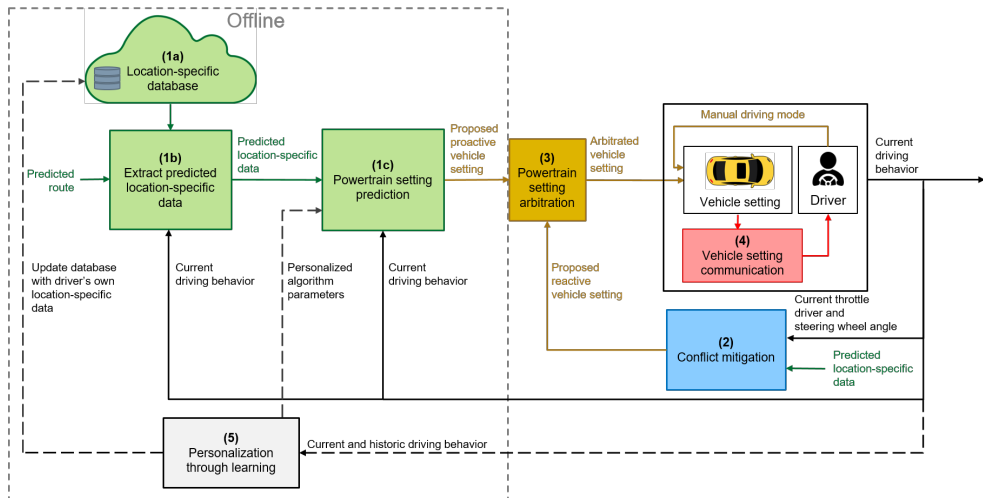 Offline
(1a)
Location-specific
database
(1b)
Extract predicted
location-specific
data
Predicted
route
Predicted
location-specific
data
(1c)
Powertrain setting
prediction
Proposed
proactive
vehicle
setting
(3)
Powertrain
setting
arbitration
Arbitrated
vehicle
setting
Manual driving mode
Vehicle setting
Driver
Current
driving
behavior
(4)
Vehicle setting
communication
Update database
with driver's own
location-specific
data
Current
driving behavior
Personalized
algorithm
parameters
Current
driving behavior
Proposed
reactive
vehicle setting
Current throttle
driver and
steering wheel angle
(2)
Conflict mitigation
Predicted
location-specific
data
(5)
Personalization
through learning
Current and historic driving behavior